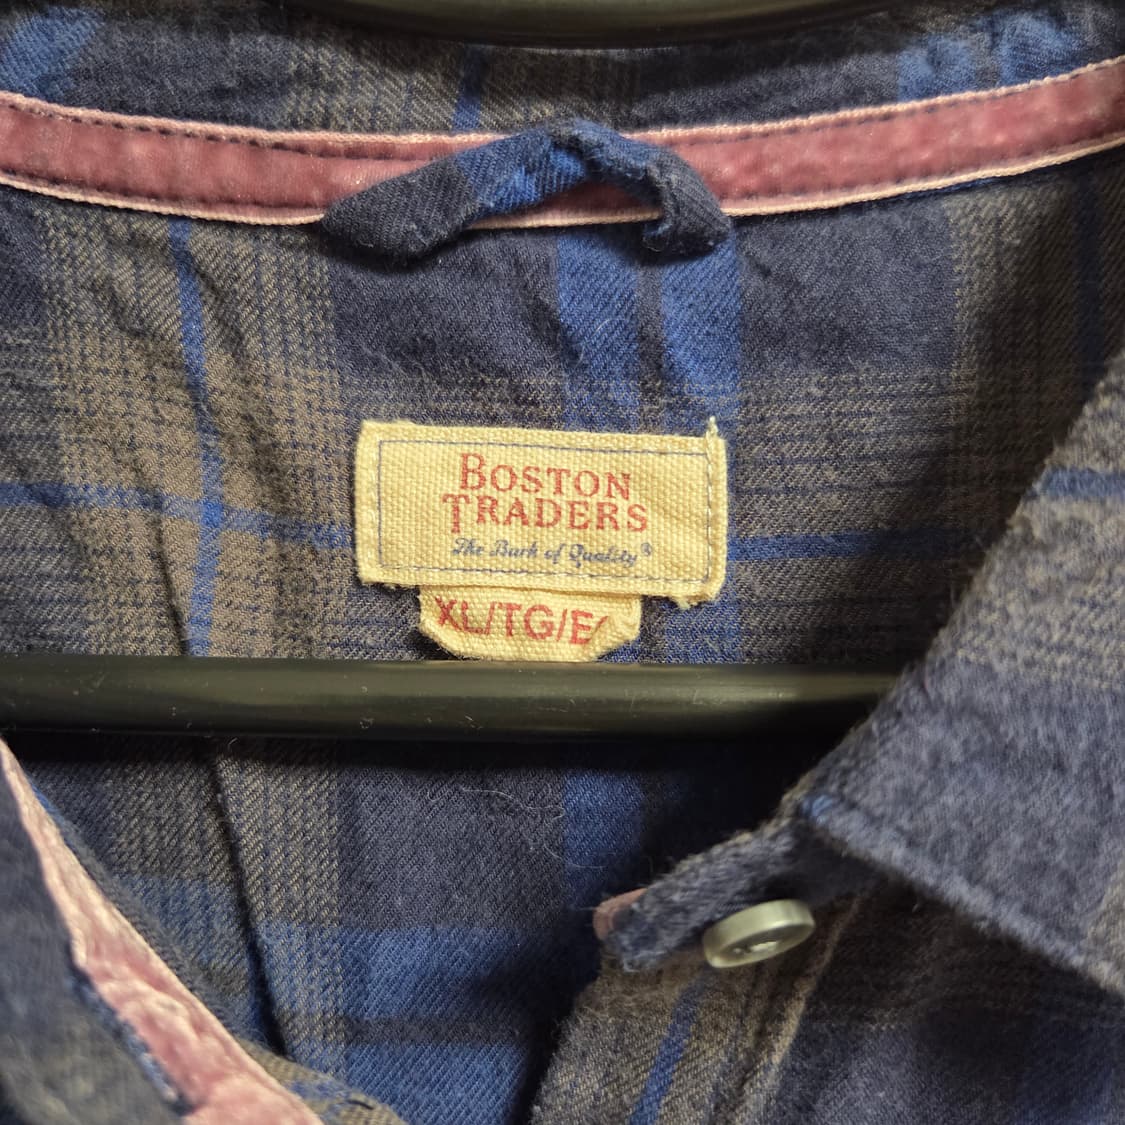 BOSTON
TRADERS
The Bark of Quality®
XL/TG/E